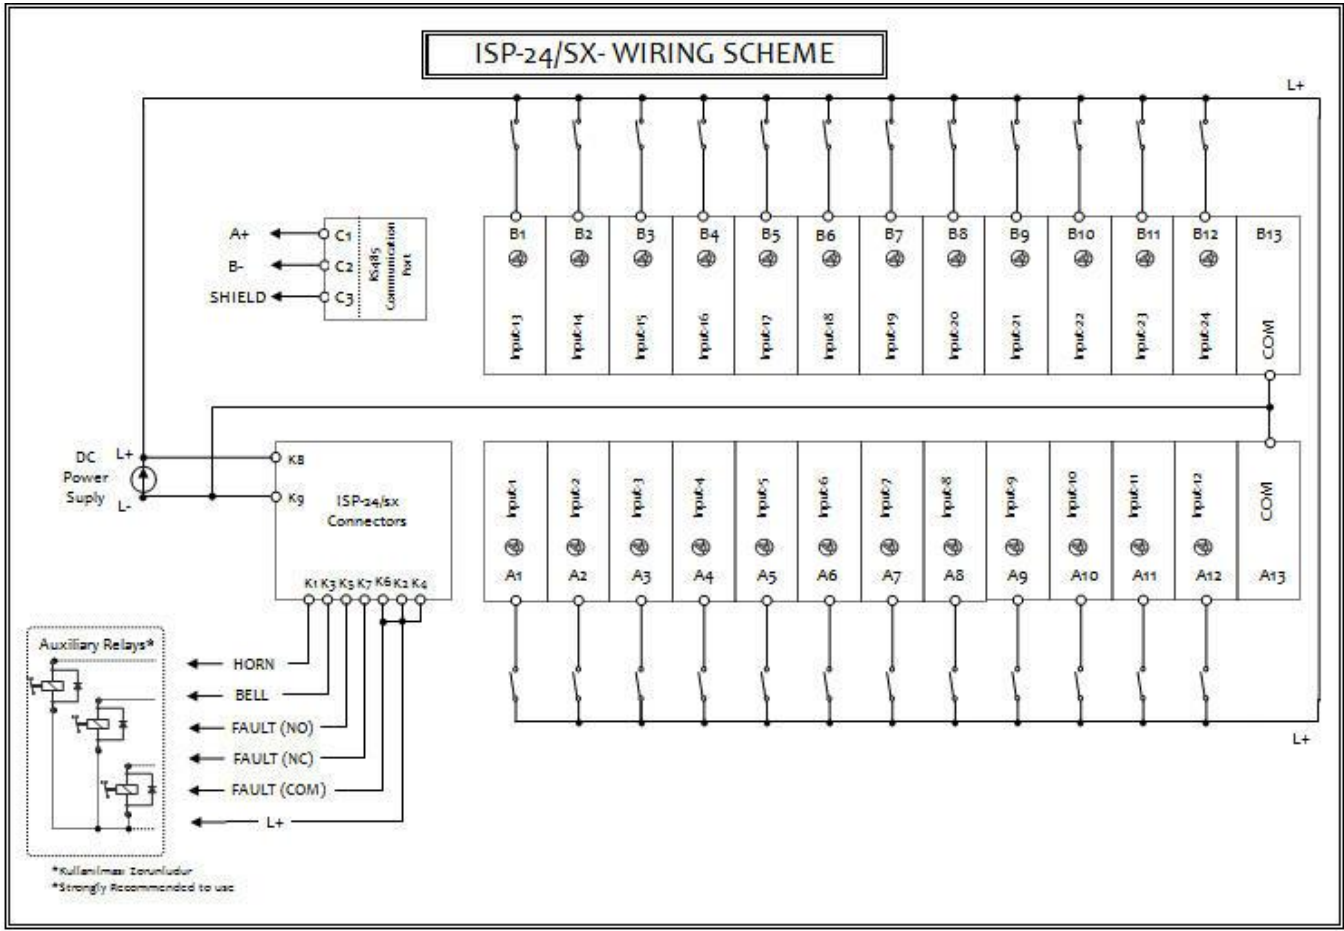 ISP-24/SX- WIRING SCHEME
L+
A+ C1
B- C2
SHIELD C3
RS485
Communication
Port
B1 B2 B3 B4 B5 B6 B7 B8 B9 B10 B11 B12 B13
Input-13 Input-14 Input-15 Input-16 Input-17 Input-18 Input-19 Input-20 Input-21 Input-22 Input-23 Input-24 COM
DC
Power
Suply
L+
L-
K8
K9
ISP-24/sx
Connectors
K1 K3 K5 K7 K6 K2 K4
Input-1 Input-2 Input-3 Input-4 Input-5 Input-6 Input-7 Input-8 Input-9 Input-10 Input-11 Input-12 COM
A1 A2 A3 A4 A5 A6 A7 A8 A9 A10 A11 A12 A13
L+
Auxiliary Relays*
HORN
BELL
FAULT (NO)
FAULT (NC)
FAULT (COM)
L+
*Kullanılması Zorunludur
*Strongly Recommended to use